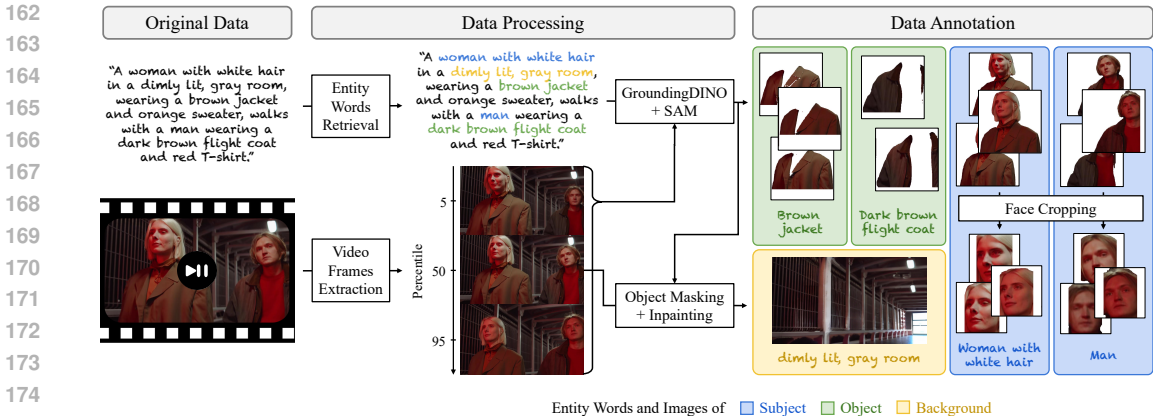 162
163
164
165
166
167
168
169
170
171
172
173
174
Original Data
Data Processing
Data Annotation
“A woman with white hair
in a dimly lit, gray room,
wearing a brown jacket
and orange sweater, walks
with a man wearing a
dark brown flight coat
and red T-shirt.”
Entity
Words
Retrieval
“A woman with white hair
in a dimly lit, gray room,
wearing a brown jacket
and orange sweater, walks
with a man wearing a
dark brown flight coat
and red T-shirt.”
GroundingDINO
+ SAM
Video
Frames
Extraction
Percentile
5
50
95
Object Masking
+ Inpainting
Brown
jacket
Dark brown
flight coat
Face Cropping
dimly lit, gray room
Woman with
white hair
Man
Entity Words and Images of
Subject
Object
Background